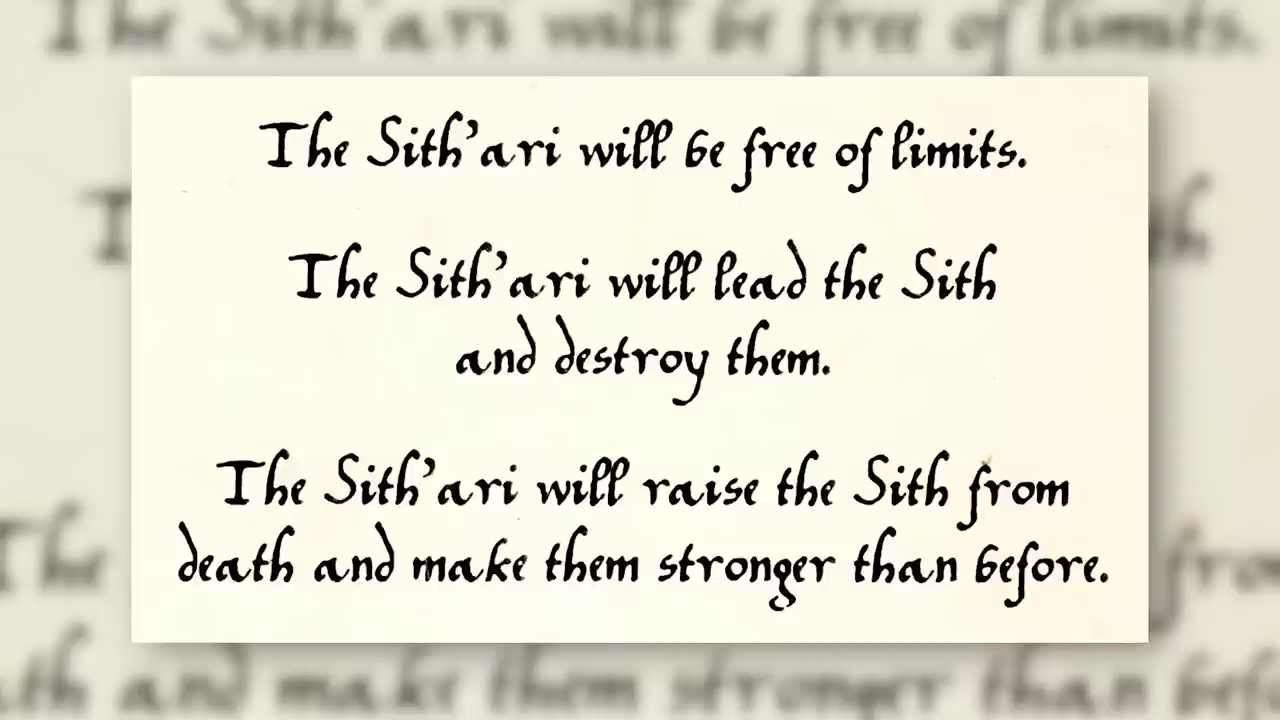 The Sith'ari will be free of limits.
The Sith'ari will lead the Sith
and destroy them.
The Sith'ari will raise the Sith from
death and make them stronger than before.